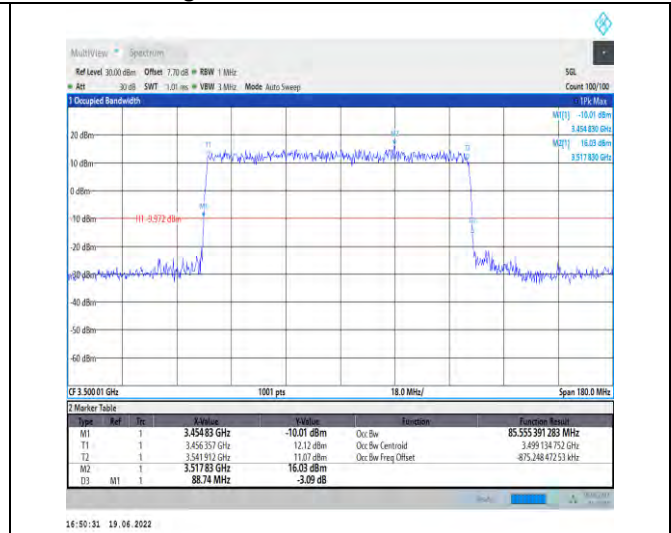 MultiView Spectrum
Ref Level 30.00 dBm Offset 7.70 dB RBW 1 MHz SGL
Att 30 dB SWT 1.01 ms VBW 3 MHz Mode Auto Sweep Count 100/100
1 Occupied Bandwidth 1Pk Max
M1[1] -10.01 dBm
3.454 830 GHz
M2[1] 16.03 dBm
3.517 830 GHz
20 dBm
T1
10 dBm
0 dBm
M1
-10 dBm H1 -9.972 dBm
-20 dBm
-30 dBm
-40 dBm
-50 dBm
-60 dBm
CF 3.500 01 GHz 1001 pts 18.0 MHz/ Span 180.0 MHz
2 Marker Table
Type Ref Trc X-Value Y-Value Function Function Result
M1 1 3.454 83 GHz -10.01 dBm Occ Bw 85.555 391 283 MHz
T1 1 3.456 357 GHz 12.12 dBm Occ Bw Centroid 3.499 134 752 GHz
T2 1 3.541 912 GHz 11.07 dBm Occ Bw Freq Offset -875.248 472 53 kHz
M2 1 3.517 83 GHz 16.03 dBm
D3 M1 1 88.74 MHz -3.09 dB
16:50:31 19.06.2022